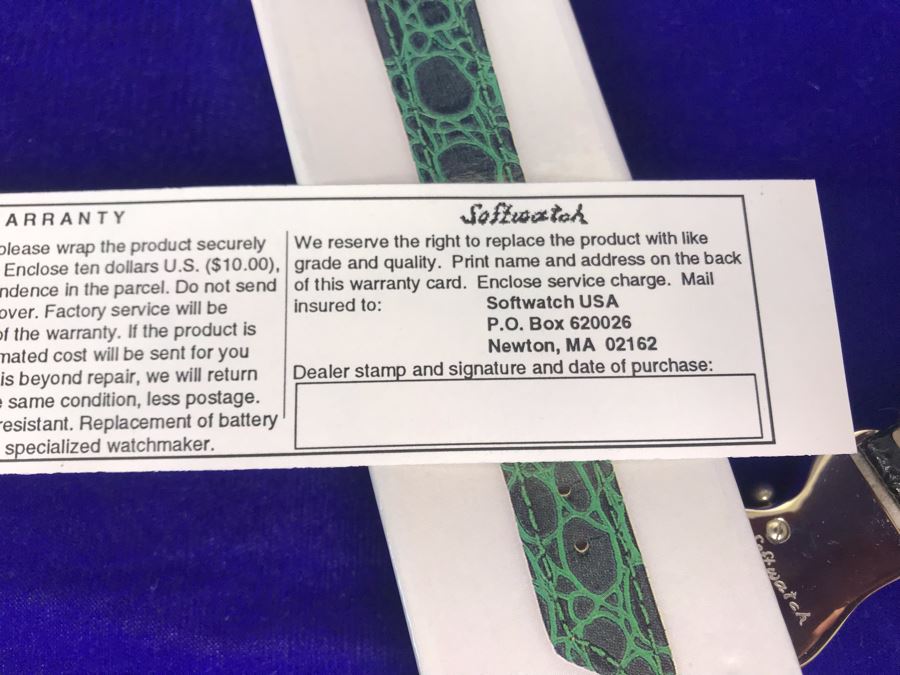 ARRANTY
please wrap the product securely
Enclose ten dollars U.S. ($10.00),
ndence in the parcel. Do not send
over. Factory service will be
of the warranty. If the product is
mated cost will be sent for you
is beyond repair, we will return
same condition, less postage.
resistant. Replacement of battery
specialized watchmaker.
Softwatch
We reserve the right to replace the product with like
grade and quality. Print name and address on the back
of this warranty card. Enclose service charge. Mail
insured to:
Softwatch USA
P.O. Box 620026
Newton, MA 02162
Dealer stamp and signature and date of purchase:
Softwatch